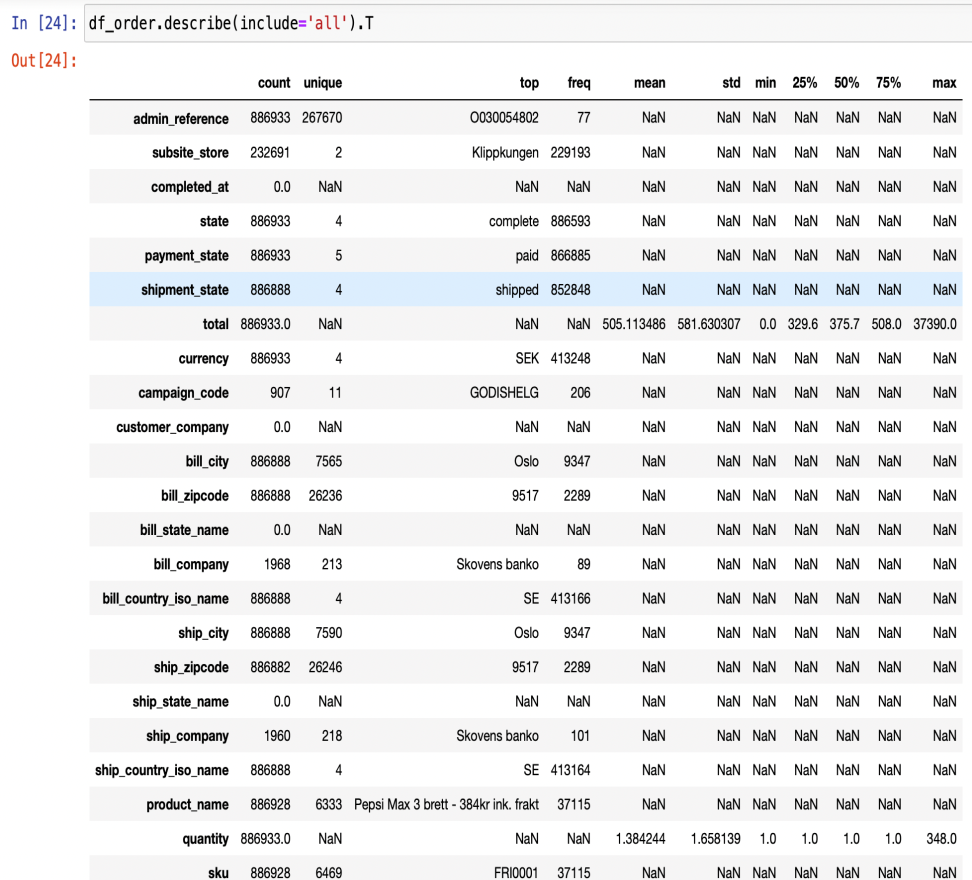 In [24]: df_order.describe(include='all').T
Out[24]:
count unique top freq mean std min 25% 50% 75% max
admin_reference 886933 267670 O030054802 77 NaN NaN NaN NaN NaN NaN NaN
subsite_store 232691 2 Klippkungen 229193 NaN NaN NaN NaN NaN NaN NaN
completed_at 0.0 NaN NaN NaN NaN NaN NaN NaN NaN NaN NaN
state 886933 4 complete 886593 NaN NaN NaN NaN NaN NaN NaN
payment_state 886933 5 paid 866885 NaN NaN NaN NaN NaN NaN NaN
shipment_state 886888 4 shipped 852848 NaN NaN NaN NaN NaN NaN NaN
total 886933.0 NaN NaN NaN 505.113486 581.630307 0.0 329.6 375.7 508.0 37390.0
currency 886933 4 SEK 413248 NaN NaN NaN NaN NaN NaN NaN
campaign_code 907 11 GODISHELG 206 NaN NaN NaN NaN NaN NaN NaN
customer_company 0.0 NaN NaN NaN NaN NaN NaN NaN NaN NaN NaN
bill_city 886888 7565 Oslo 9347 NaN NaN NaN NaN NaN NaN NaN
bill_zipcode 886888 26236 9517 2289 NaN NaN NaN NaN NaN NaN NaN
bill_state_name 0.0 NaN NaN NaN NaN NaN NaN NaN NaN NaN NaN
bill_company 1968 213 Skovens banko 89 NaN NaN NaN NaN NaN NaN NaN
bill_country_iso_name 886888 4 SE 413166 NaN NaN NaN NaN NaN NaN NaN
ship_city 886888 7590 Oslo 9347 NaN NaN NaN NaN NaN NaN NaN
ship_zipcode 886882 26246 9517 2289 NaN NaN NaN NaN NaN NaN NaN
ship_state_name 0.0 NaN NaN NaN NaN NaN NaN NaN NaN NaN NaN
ship_company 1960 218 Skovens banko 101 NaN NaN NaN NaN NaN NaN NaN
ship_country_iso_name 886888 4 SE 413164 NaN NaN NaN NaN NaN NaN NaN
product_name 886928 6333 Pepsi Max 3 brett - 384kr ink. frakt 37115 NaN NaN NaN NaN NaN NaN NaN
quantity 886933.0 NaN NaN NaN 1.384244 1.658139 1.0 1.0 1.0 1.0 348.0
sku 886928 6469 FRI0001 37115 NaN NaN NaN NaN NaN NaN NaN